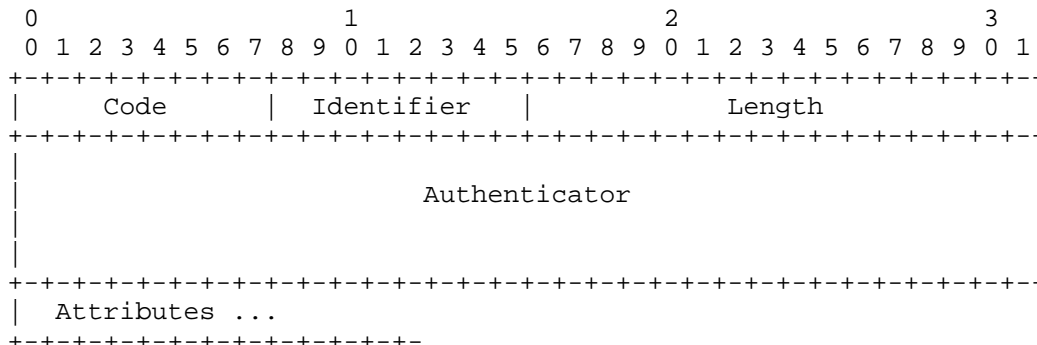 0                   1                   2                   3
 0 1 2 3 4 5 6 7 8 9 0 1 2 3 4 5 6 7 8 9 0 1 2 3 4 5 6 7 8 9 0 1
+-+-+-+-+-+-+-+-+-+-+-+-+-+-+-+-+-+-+-+-+-+-+-+-+-+-+-+-+-+-+-+-
|     Code      |  Identifier   |            Length
+-+-+-+-+-+-+-+-+-+-+-+-+-+-+-+-+-+-+-+-+-+-+-+-+-+-+-+-+-+-+-+-
|
|                         Authenticator
|
|
+-+-+-+-+-+-+-+-+-+-+-+-+-+-+-+-+-+-+-+-+-+-+-+-+-+-+-+-+-+-+-+-
|  Attributes ...
+-+-+-+-+-+-+-+-+-+-+-+-+-